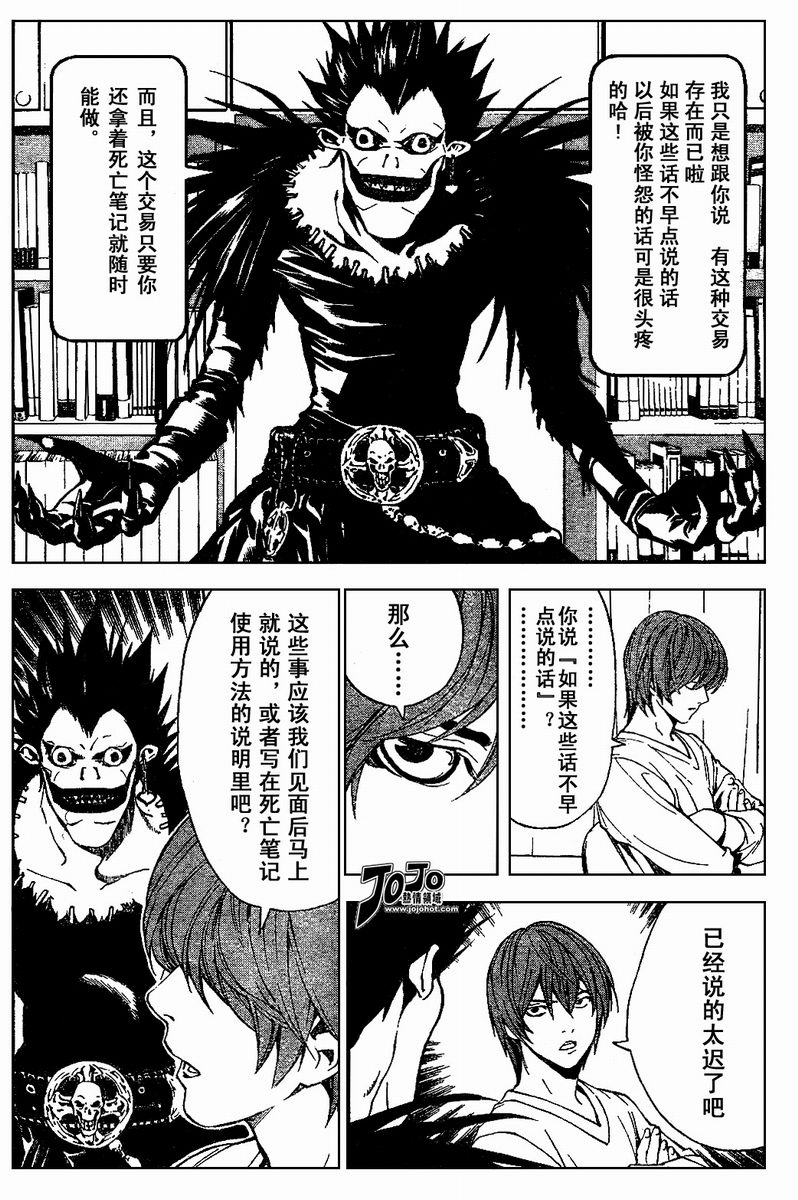 我只是想跟你说　有这种交易
存在而已啦
如果这些话不早点说的话
以后被你怪怨的话可是很头疼
的哈！
而且，这个交易只要你
还拿着死亡笔记就随时
能做。
…………
你说『如果这些话不早
点说的话』？
…………
那么……
这些事应该我们见面后马上
就说的，或者写在死亡笔记
使用方法的说明里吧？
已经说的太迟了吧
JOJO
熱情領域
www.jojohot.com